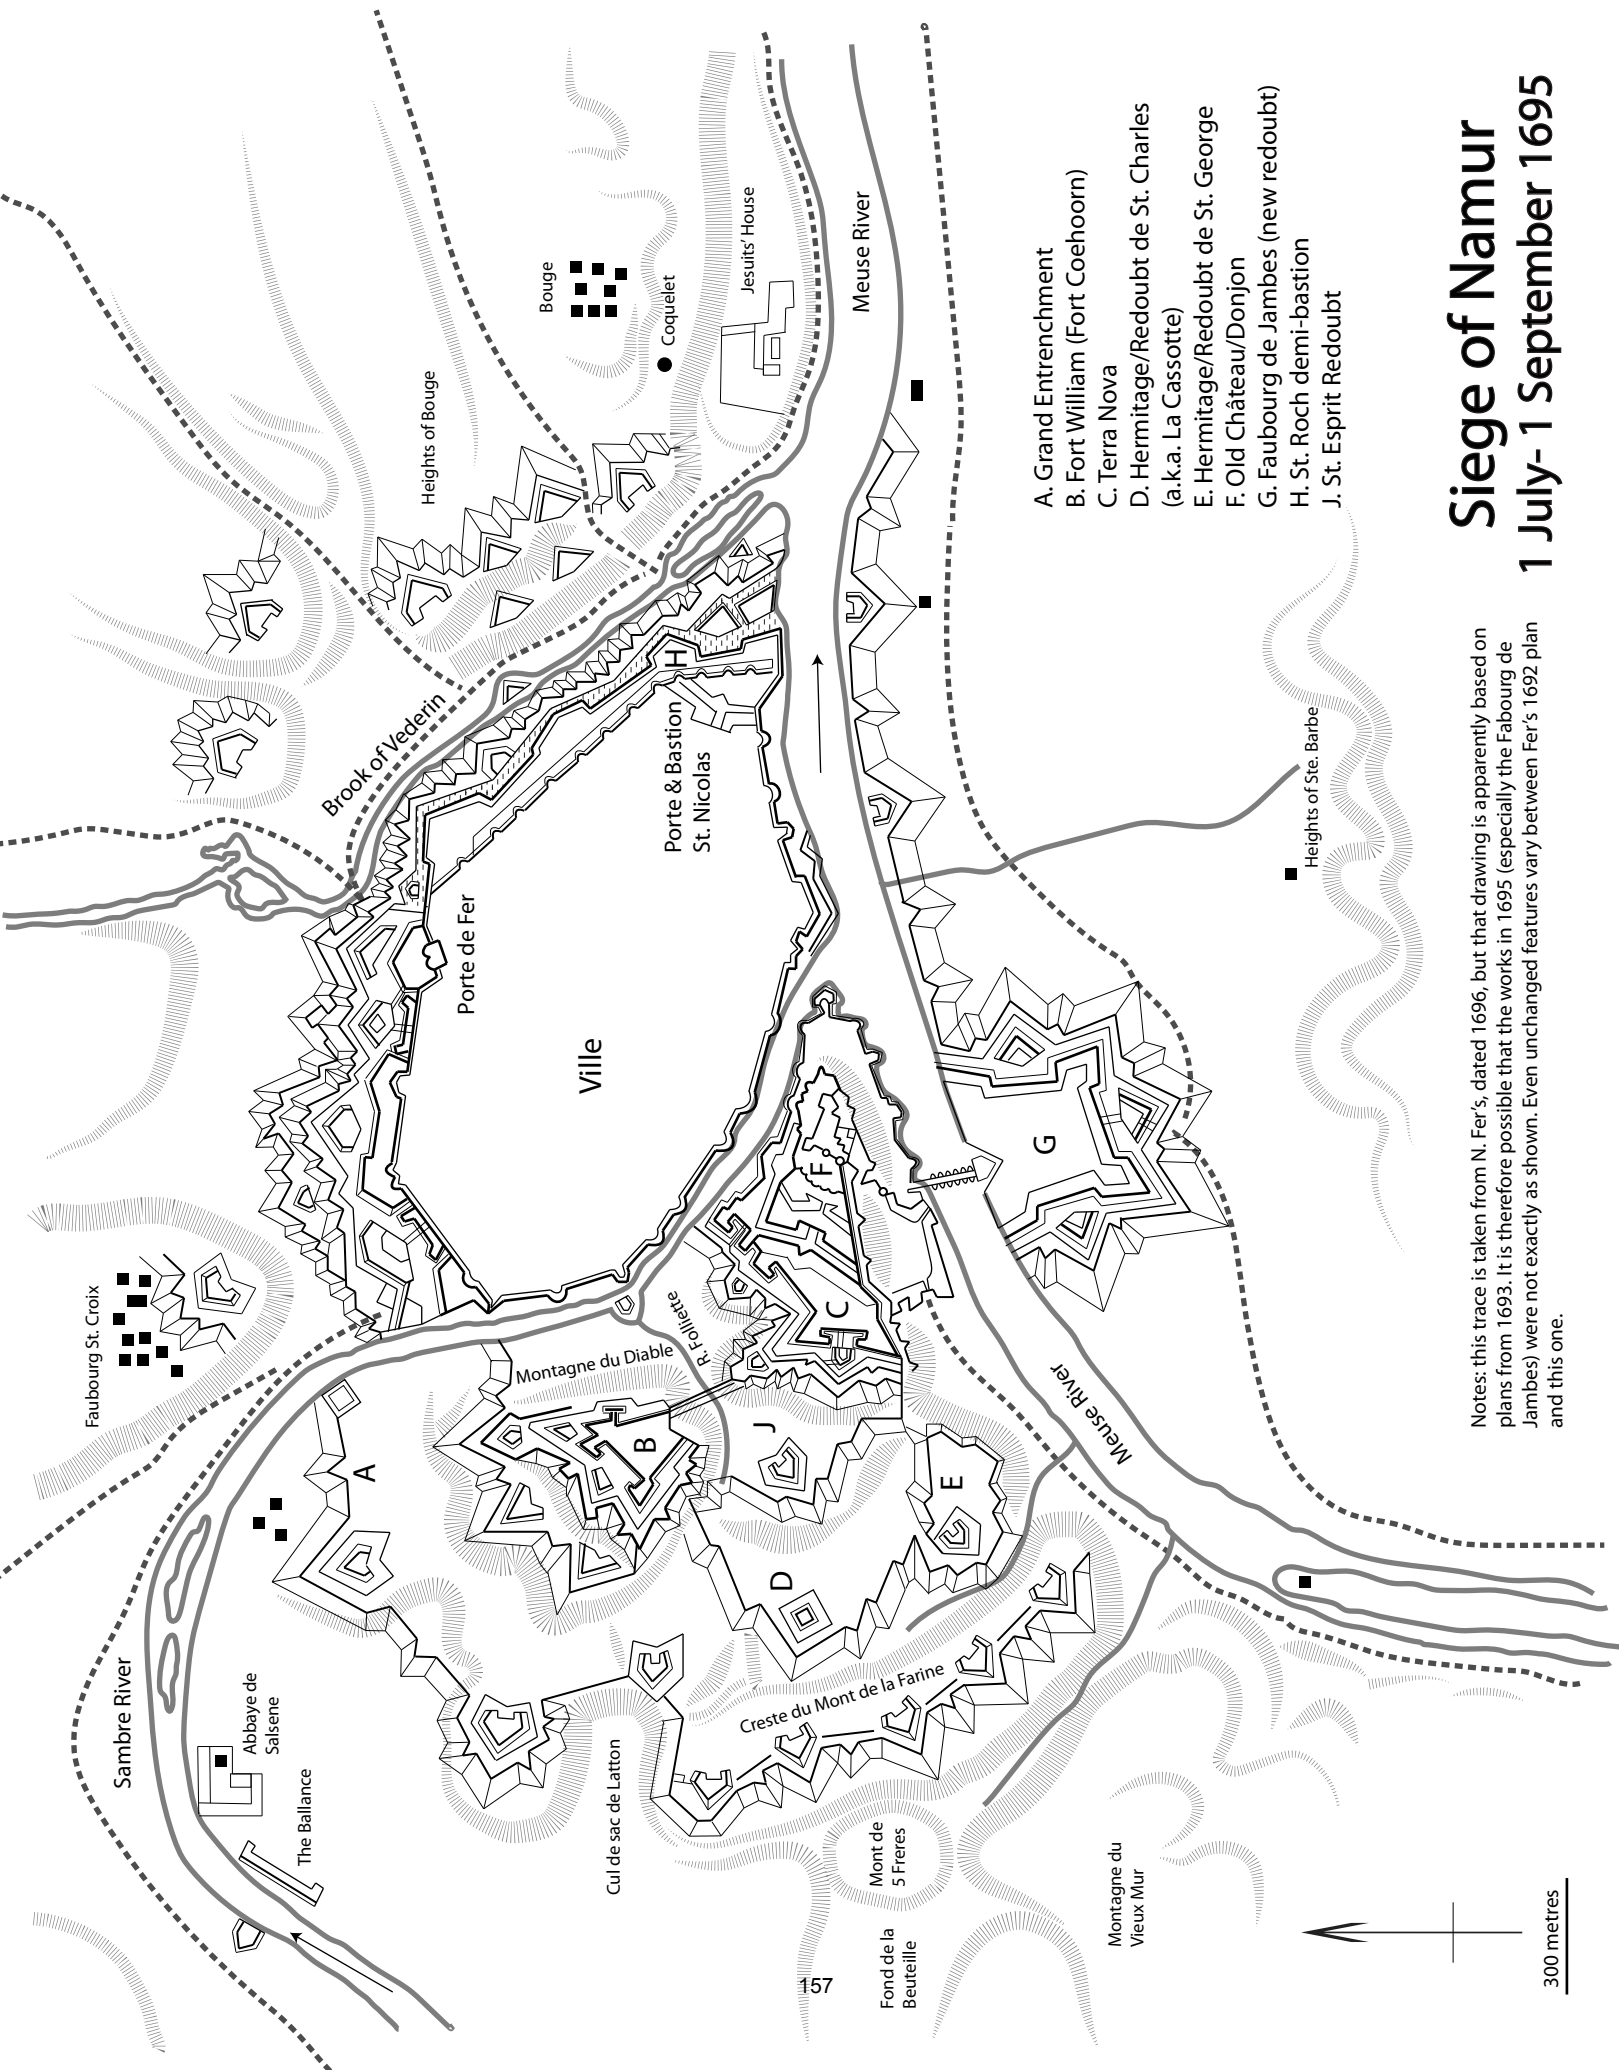 Siege of Namur
1 July- 1 September 1695
A. Grand Entrenchment
B. Fort William (Fort Coehoorn)
C. Terra Nova
D. Hermitage/Redoubt de St. Charles
(a.k.a. La Cassotte)
E. Hermitage/Redoubt de St. George
F. Old Château/Donjon
G. Faubourg de Jambes (new redoubt)
H. St. Roch demi-bastion
J. St. Esprit Redoubt
Notes: this trace is taken from N. Fer's, dated 1696, but that drawing is apparently based on
plans from 1693. It is therefore possible that the works in 1695 (especially the Fabourg de
Jambes) were not exactly as shown. Even unchanged features vary between Fer's 1692 plan
and this one.
Faubourg St. Croix
Sambre River
Abbaye de
Salsene
The Ballance
Brook of Vederin
Heights of Bouge
Bouge
Coquelet
Jesuits' House
Meuse River
Porte de Fer
Ville
Porte & Bastion
St. Nicolas
H
Montagne du Diable
R. Folliette
A
B
C
D
E
F
G
J
Cul de sac de Latton
Creste du Mont de la Farine
Mont de
5 Freres
Fond de la
Beuteille
Montagne du
Vieux Mur
Meuse River
Heights of Ste. Barbe
300 metres
157